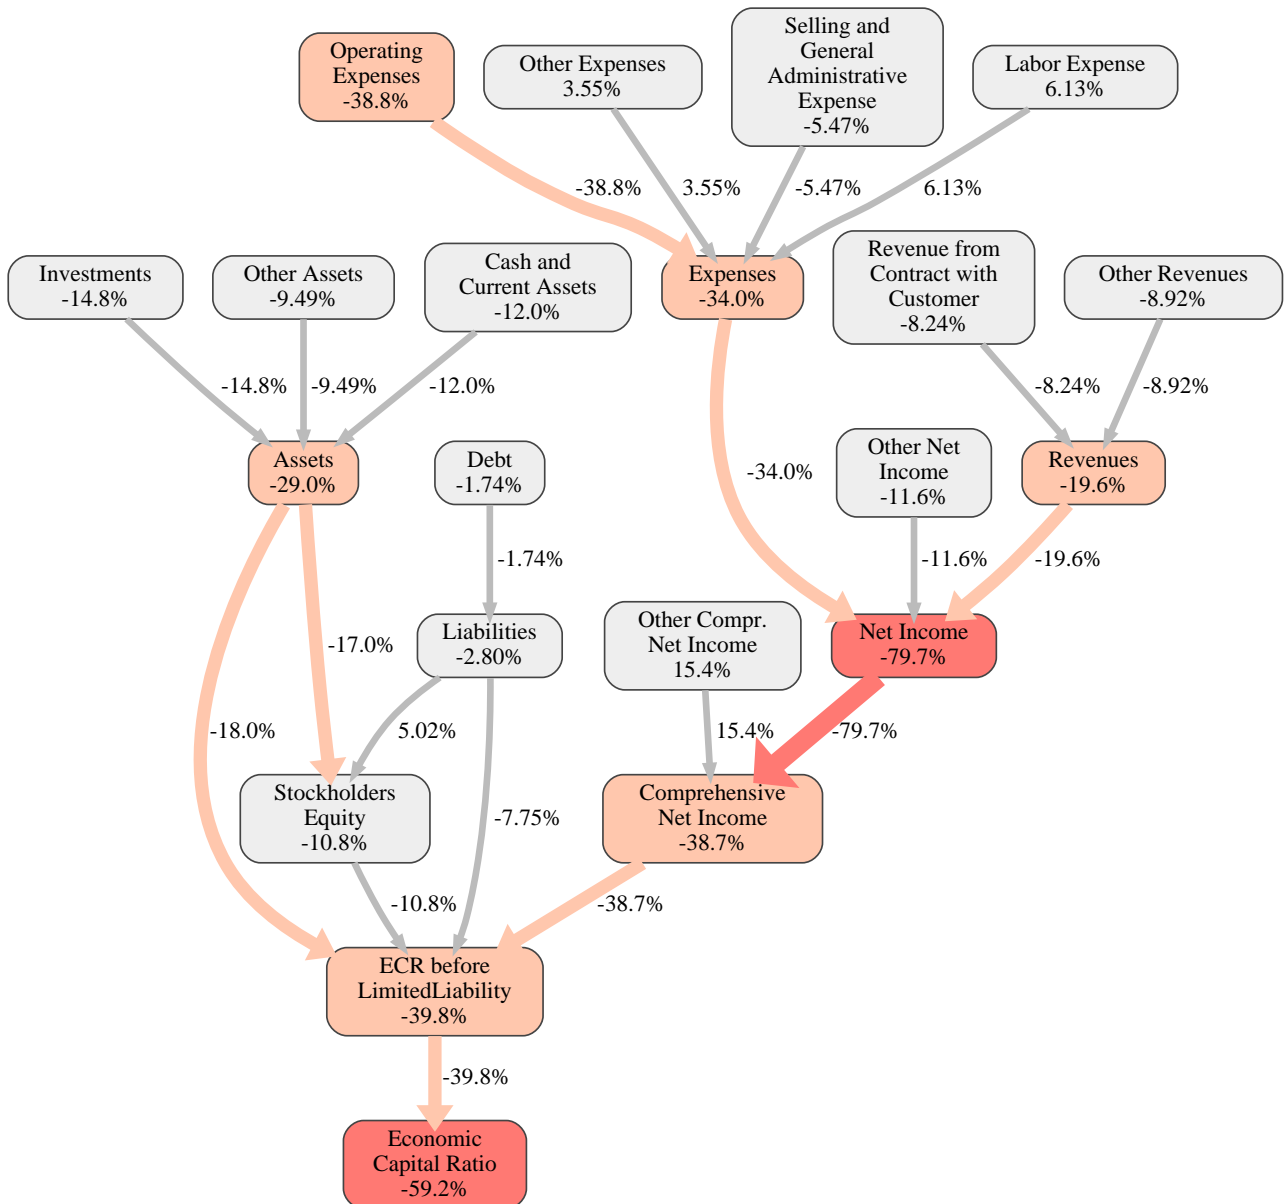 Operating
Expenses
-38.8%
Other Expenses
3.55%
Selling and
General
Administrative
Expense
-5.47%
Labor Expense
6.13%
-38.8%
3.55%
-5.47%
6.13%
Investments
-14.8%
Other Assets
-9.49%
Cash and
Current Assets
-12.0%
Expenses
-34.0%
Revenue from
Contract with
Customer
-8.24%
Other Revenues
-8.92%
-14.8%
-9.49%
-12.0%
-8.24%
-8.92%
Assets
-29.0%
Debt
-1.74%
-34.0%
Other Net
Income
-11.6%
Revenues
-19.6%
-1.74%
-11.6%
-19.6%
Liabilities
-2.80%
Other Compr.
Net Income
15.4%
Net Income
-79.7%
-17.0%
-18.0%
5.02%
15.4%
-79.7%
Stockholders
Equity
-10.8%
-7.75%
Comprehensive
Net Income
-38.7%
-10.8%
-38.7%
ECR before
LimitedLiability
-39.8%
-39.8%
Economic
Capital Ratio
-59.2%